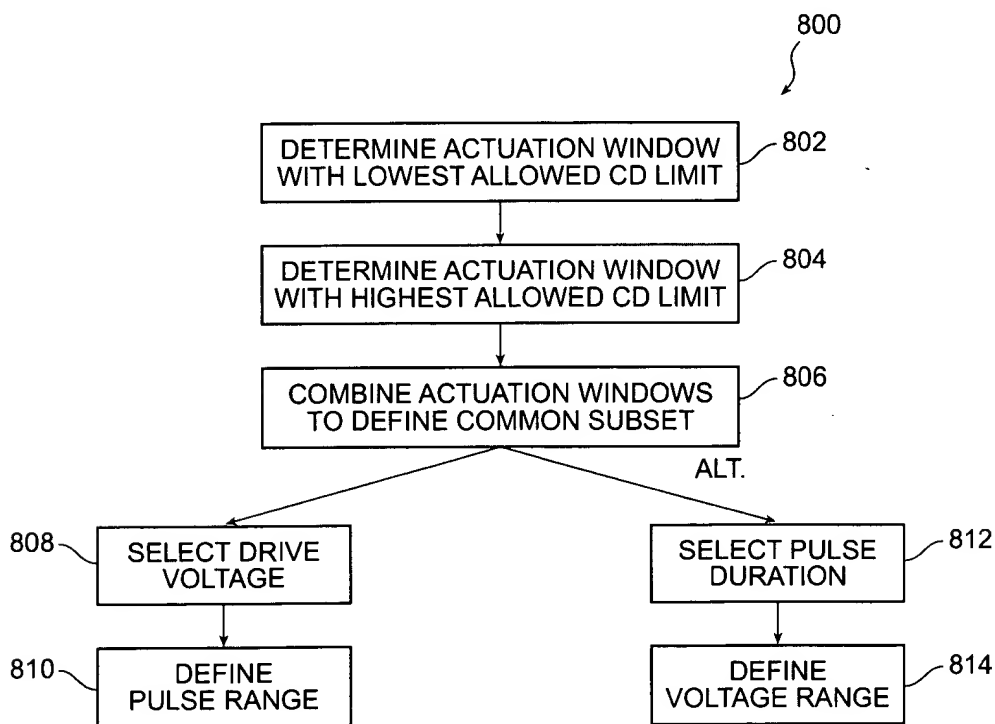 800
DETERMINE ACTUATION WINDOW
WITH LOWEST ALLOWED CD LIMIT
802
DETERMINE ACTUATION WINDOW
WITH HIGHEST ALLOWED CD LIMIT
804
COMBINE ACTUATION WINDOWS
TO DEFINE COMMON SUBSET
806
ALT.
808
SELECT DRIVE
VOLTAGE
SELECT PULSE
DURATION
812
810
DEFINE
PULSE RANGE
DEFINE
VOLTAGE RANGE
814